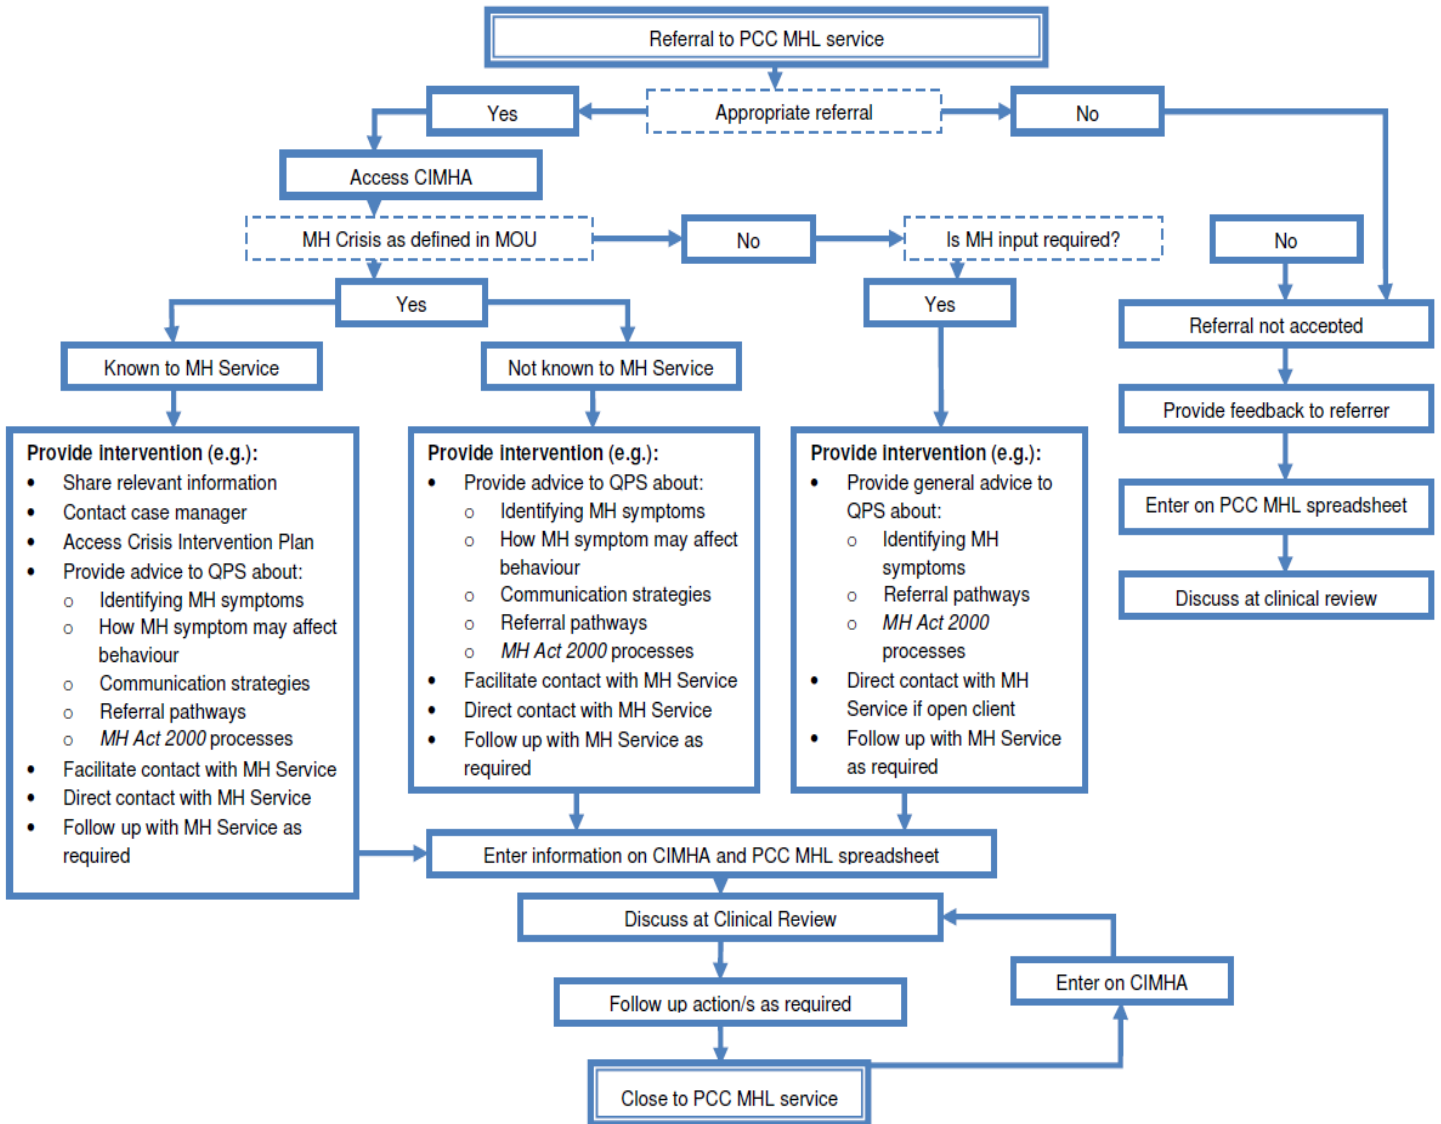 Referral to PCC MHL service
Yes
Appropriate referral
No
Access CIMHA
MH Crisis as defined in MOU
No
Is MH input required?
No
Yes
Yes
Referral not accepted
Known to MH Service
Not known to MH Service
Provide feedback to referrer
Enter on PCC MHL spreadsheet
Discuss at clinical review
Provide intervention (e.g.):
• Share relevant information
• Contact case manager
• Access Crisis Intervention Plan
• Provide advice to QPS about:
o Identifying MH symptoms
o How MH symptom may affect
behaviour
o Communication strategies
o Referral pathways
o MH Act 2000 processes
• Facilitate contact with MH Service
• Direct contact with MH Service
• Follow up with MH Service as
required
Provide intervention (e.g.):
• Provide advice to QPS about:
o Identifying MH symptoms
o How MH symptom may affect
behaviour
o Communication strategies
o Referral pathways
o MH Act 2000 processes
• Facilitate contact with MH Service
• Direct contact with MH Service
• Follow up with MH Service as
required
Provide intervention (e.g.):
• Provide general advice to
QPS about:
o Identifying MH
symptoms
o Referral pathways
o MH Act 2000
processes
• Direct contact with MH
Service if open client
• Follow up with MH Service
as required
Enter information on CIMHA and PCC MHL spreadsheet
Discuss at Clinical Review
Enter on CIMHA
Follow up action/s as required
Close to PCC MHL service